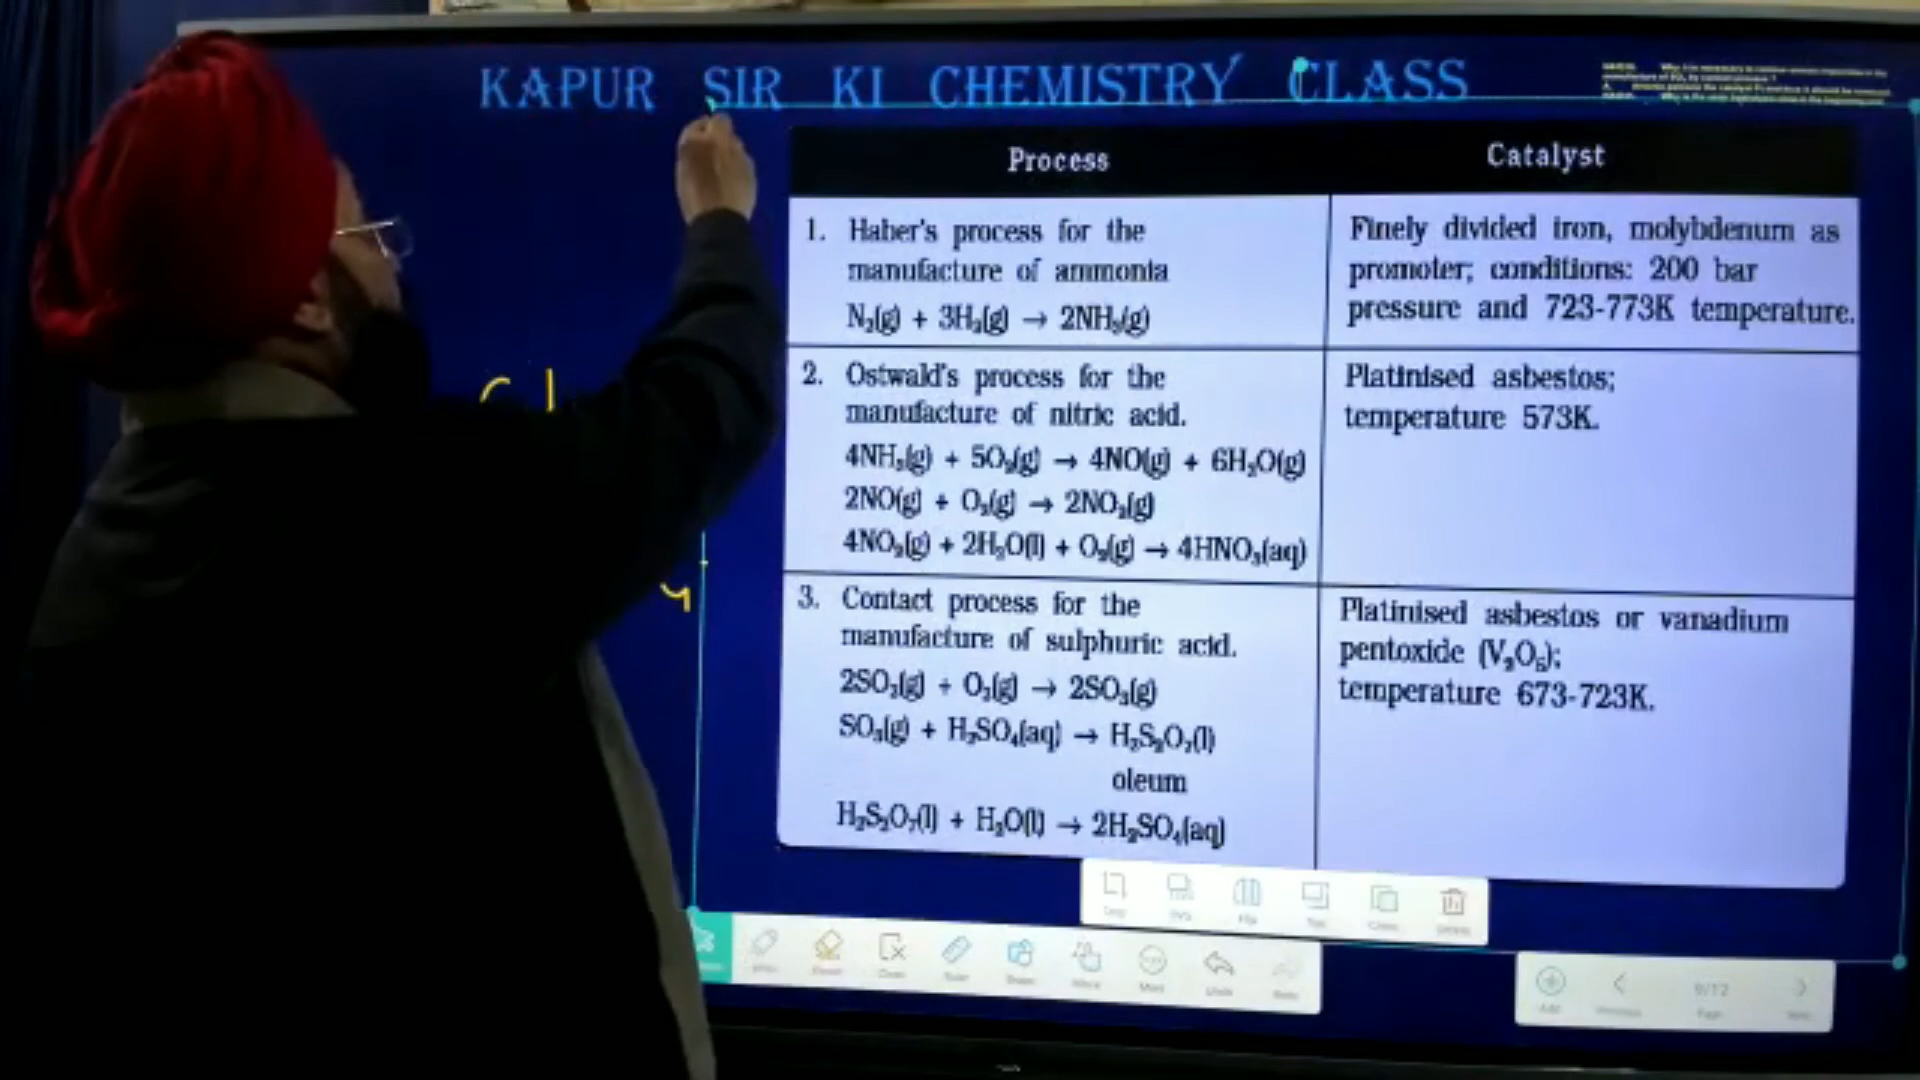 KAPUR SIR KI CHEMISTRY CLASS
Process
Catalyst
1. Haber's process for the
manufacture of ammonia
N₂(g) + 3H₂(g) → 2NH₃(g)
Finely divided iron, molybdenum as
promoter; conditions: 200 bar
pressure and 723-773K temperature.
2. Ostwald's process for the
manufacture of nitric acid.
4NH₃(g) + 5O₂(g) → 4NO(g) + 6H₂O(g)
2NO(g) + O₂(g) → 2NO₂(g)
4NO₂(g) + 2H₂O(l) + O₂(g) → 4HNO₃(aq)
Platinised asbestos;
temperature 573K.
3. Contact process for the
manufacture of sulphuric acid.
2SO₂(g) + O₂(g) → 2SO₃(g)
SO₃(g) + H₂SO₄(aq) → H₂S₂O₇(l)
oleum
H₂S₂O₇(l) + H₂O(l) → 2H₂SO₄(aq)
Platinised asbestos or vanadium
pentoxide (V₂O₅);
temperature 673-723K.